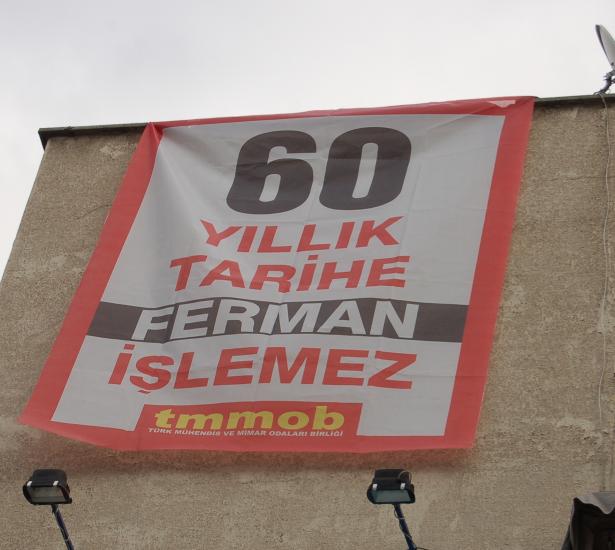 60
YILLIK
TARİHE
FERMAN
İŞLEMEZ
tmmob
TÜRK MÜHENDİS VE MİMAR ODALARI BİRLİĞİ